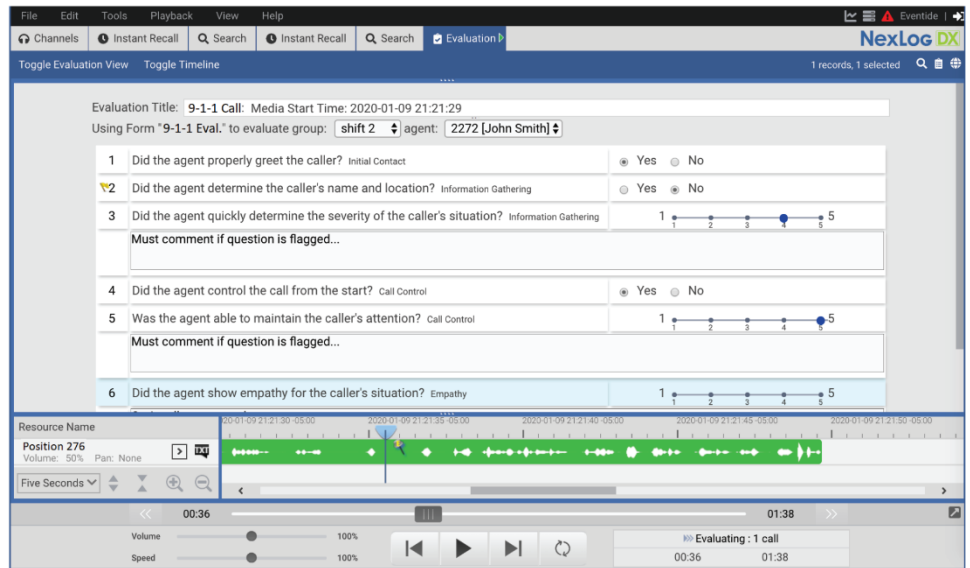 File Edit Tools Playback View Help Eventide
Channels Instant Recall Search Instant Recall Search Evaluation NexLog DX
Toggle Evaluation View Toggle Timeline 1 records, 1 selected
Evaluation Title: 9-1-1 Call: Media Start Time: 2020-01-09 21:21:29
Using Form "9-1-1 Eval." to evaluate group: shift 2 agent: 2272 [John Smith]
1 Did the agent properly greet the caller? Initial Contact Yes No
2 Did the agent determine the caller's name and location? Information Gathering Yes No
3 Did the agent quickly determine the severity of the caller's situation? Information Gathering 1 5
1 2 3 4 5
Must comment if question is flagged...
4 Did the agent control the call from the start? Call Control Yes No
5 Was the agent able to maintain the caller's attention? Call Control 1 5
1 2 3 4 5
Must comment if question is flagged...
6 Did the agent show empathy for the caller's situation? Empathy 1 5
1 2 3 4 5
Resource Name 2020-01-09 21:21:30 -05:00 2020-01-09 21:21:35 -05:00 2020-01-09 21:21:40 -05:00 2020-01-09 21:21:45 -05:00 2020-01-09 21:21:50 -05:00
Position 276
Volume: 50% Pan: None TXT
Five Seconds
00:36 01:38
Volume 100% Evaluating : 1 call
Speed 100% 00:36 01:38